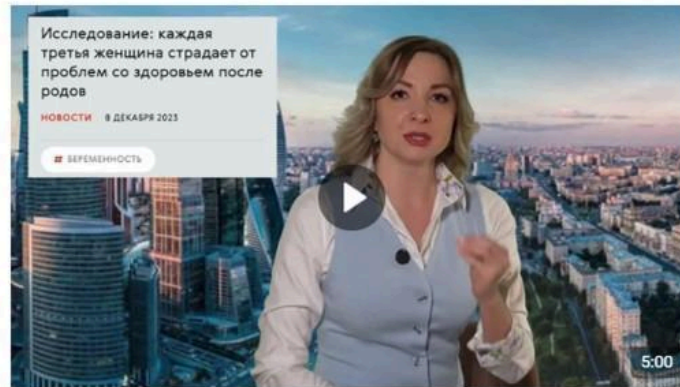 Исследование: каждая
третья женщина страдает от
проблем со здоровьем после
родов
НОВОСТИ 8 ДЕКАБРЯ 2023
# БЕРЕМЕННОСТЬ
5:00